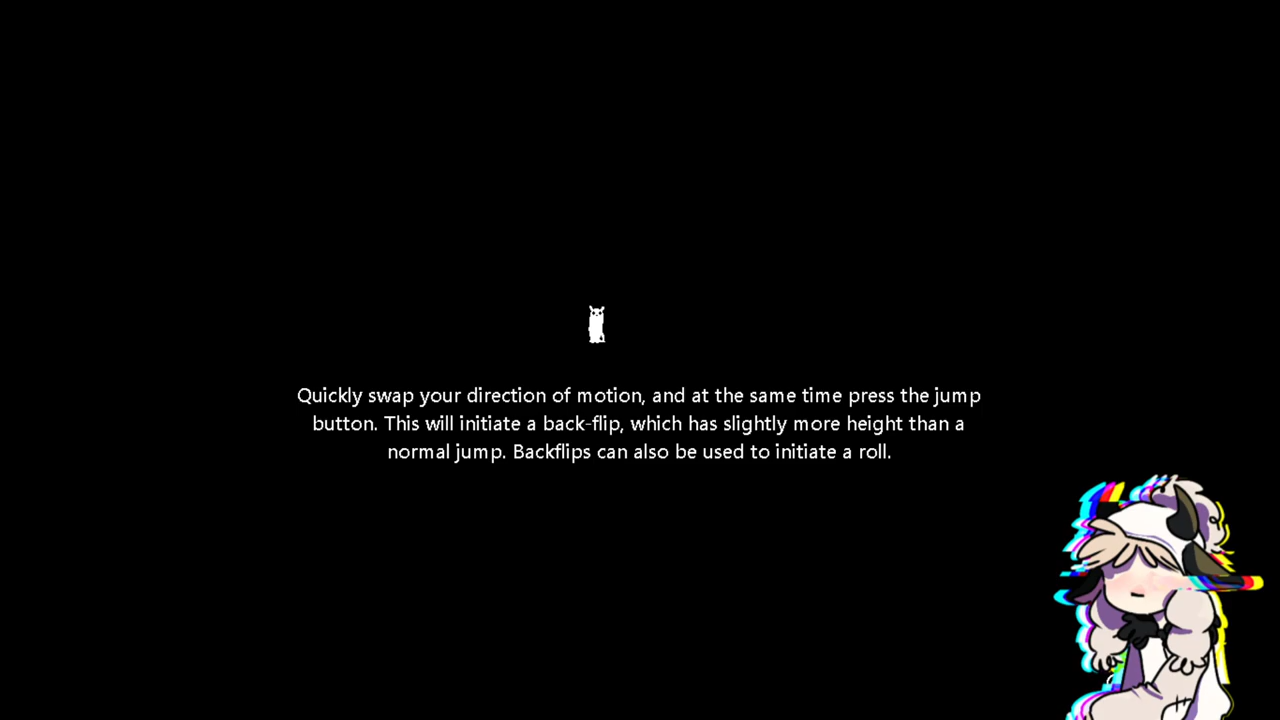 Quickly swap your direction of motion, and at the same time press the jump
button. This will initiate a back-flip, which has slightly more height than a
normal jump. Backflips can also be used to initiate a roll.